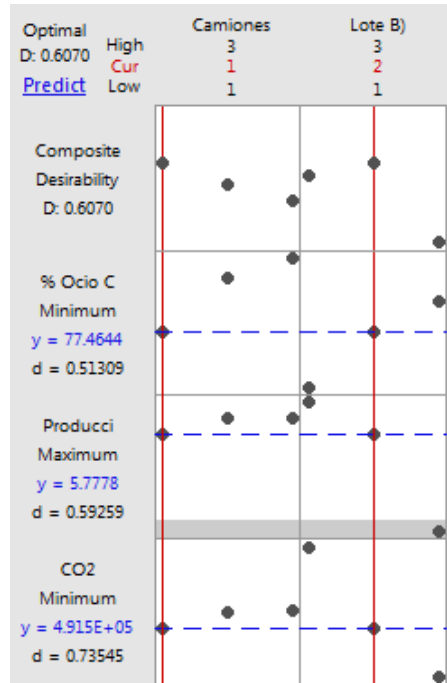 Optimal
D: 0.6070
Predict
High
Cur
Low
Camiones
3
1
1
Lote B)
3
2
1
Composite
Desirability
D: 0.6070
% Ocio C
Minimum
y = 77.4644
d = 0.51309
Producci
Maximum
y = 5.7778
d = 0.59259
CO2
Minimum
y = 4.915E+05
d = 0.73545